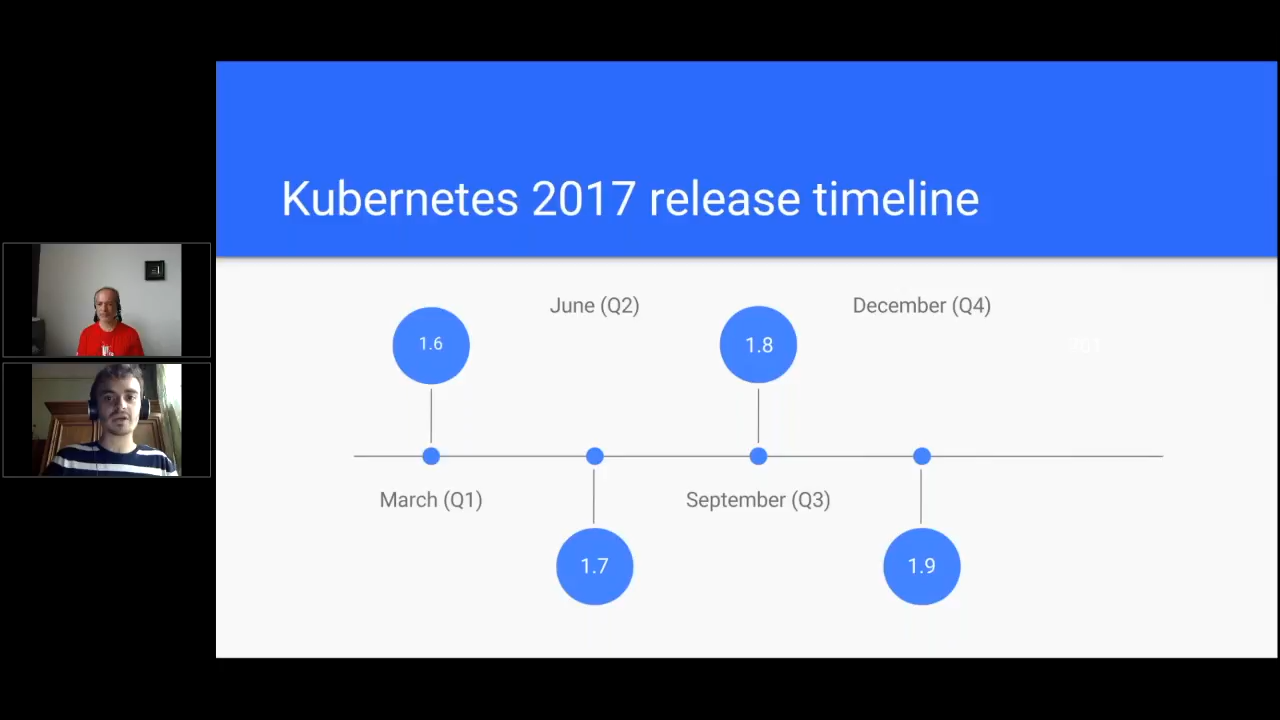 Kubernetes 2017 release timeline
June (Q2)
December (Q4)
1.6
1.8
March (Q1)
September (Q3)
1.7
1.9